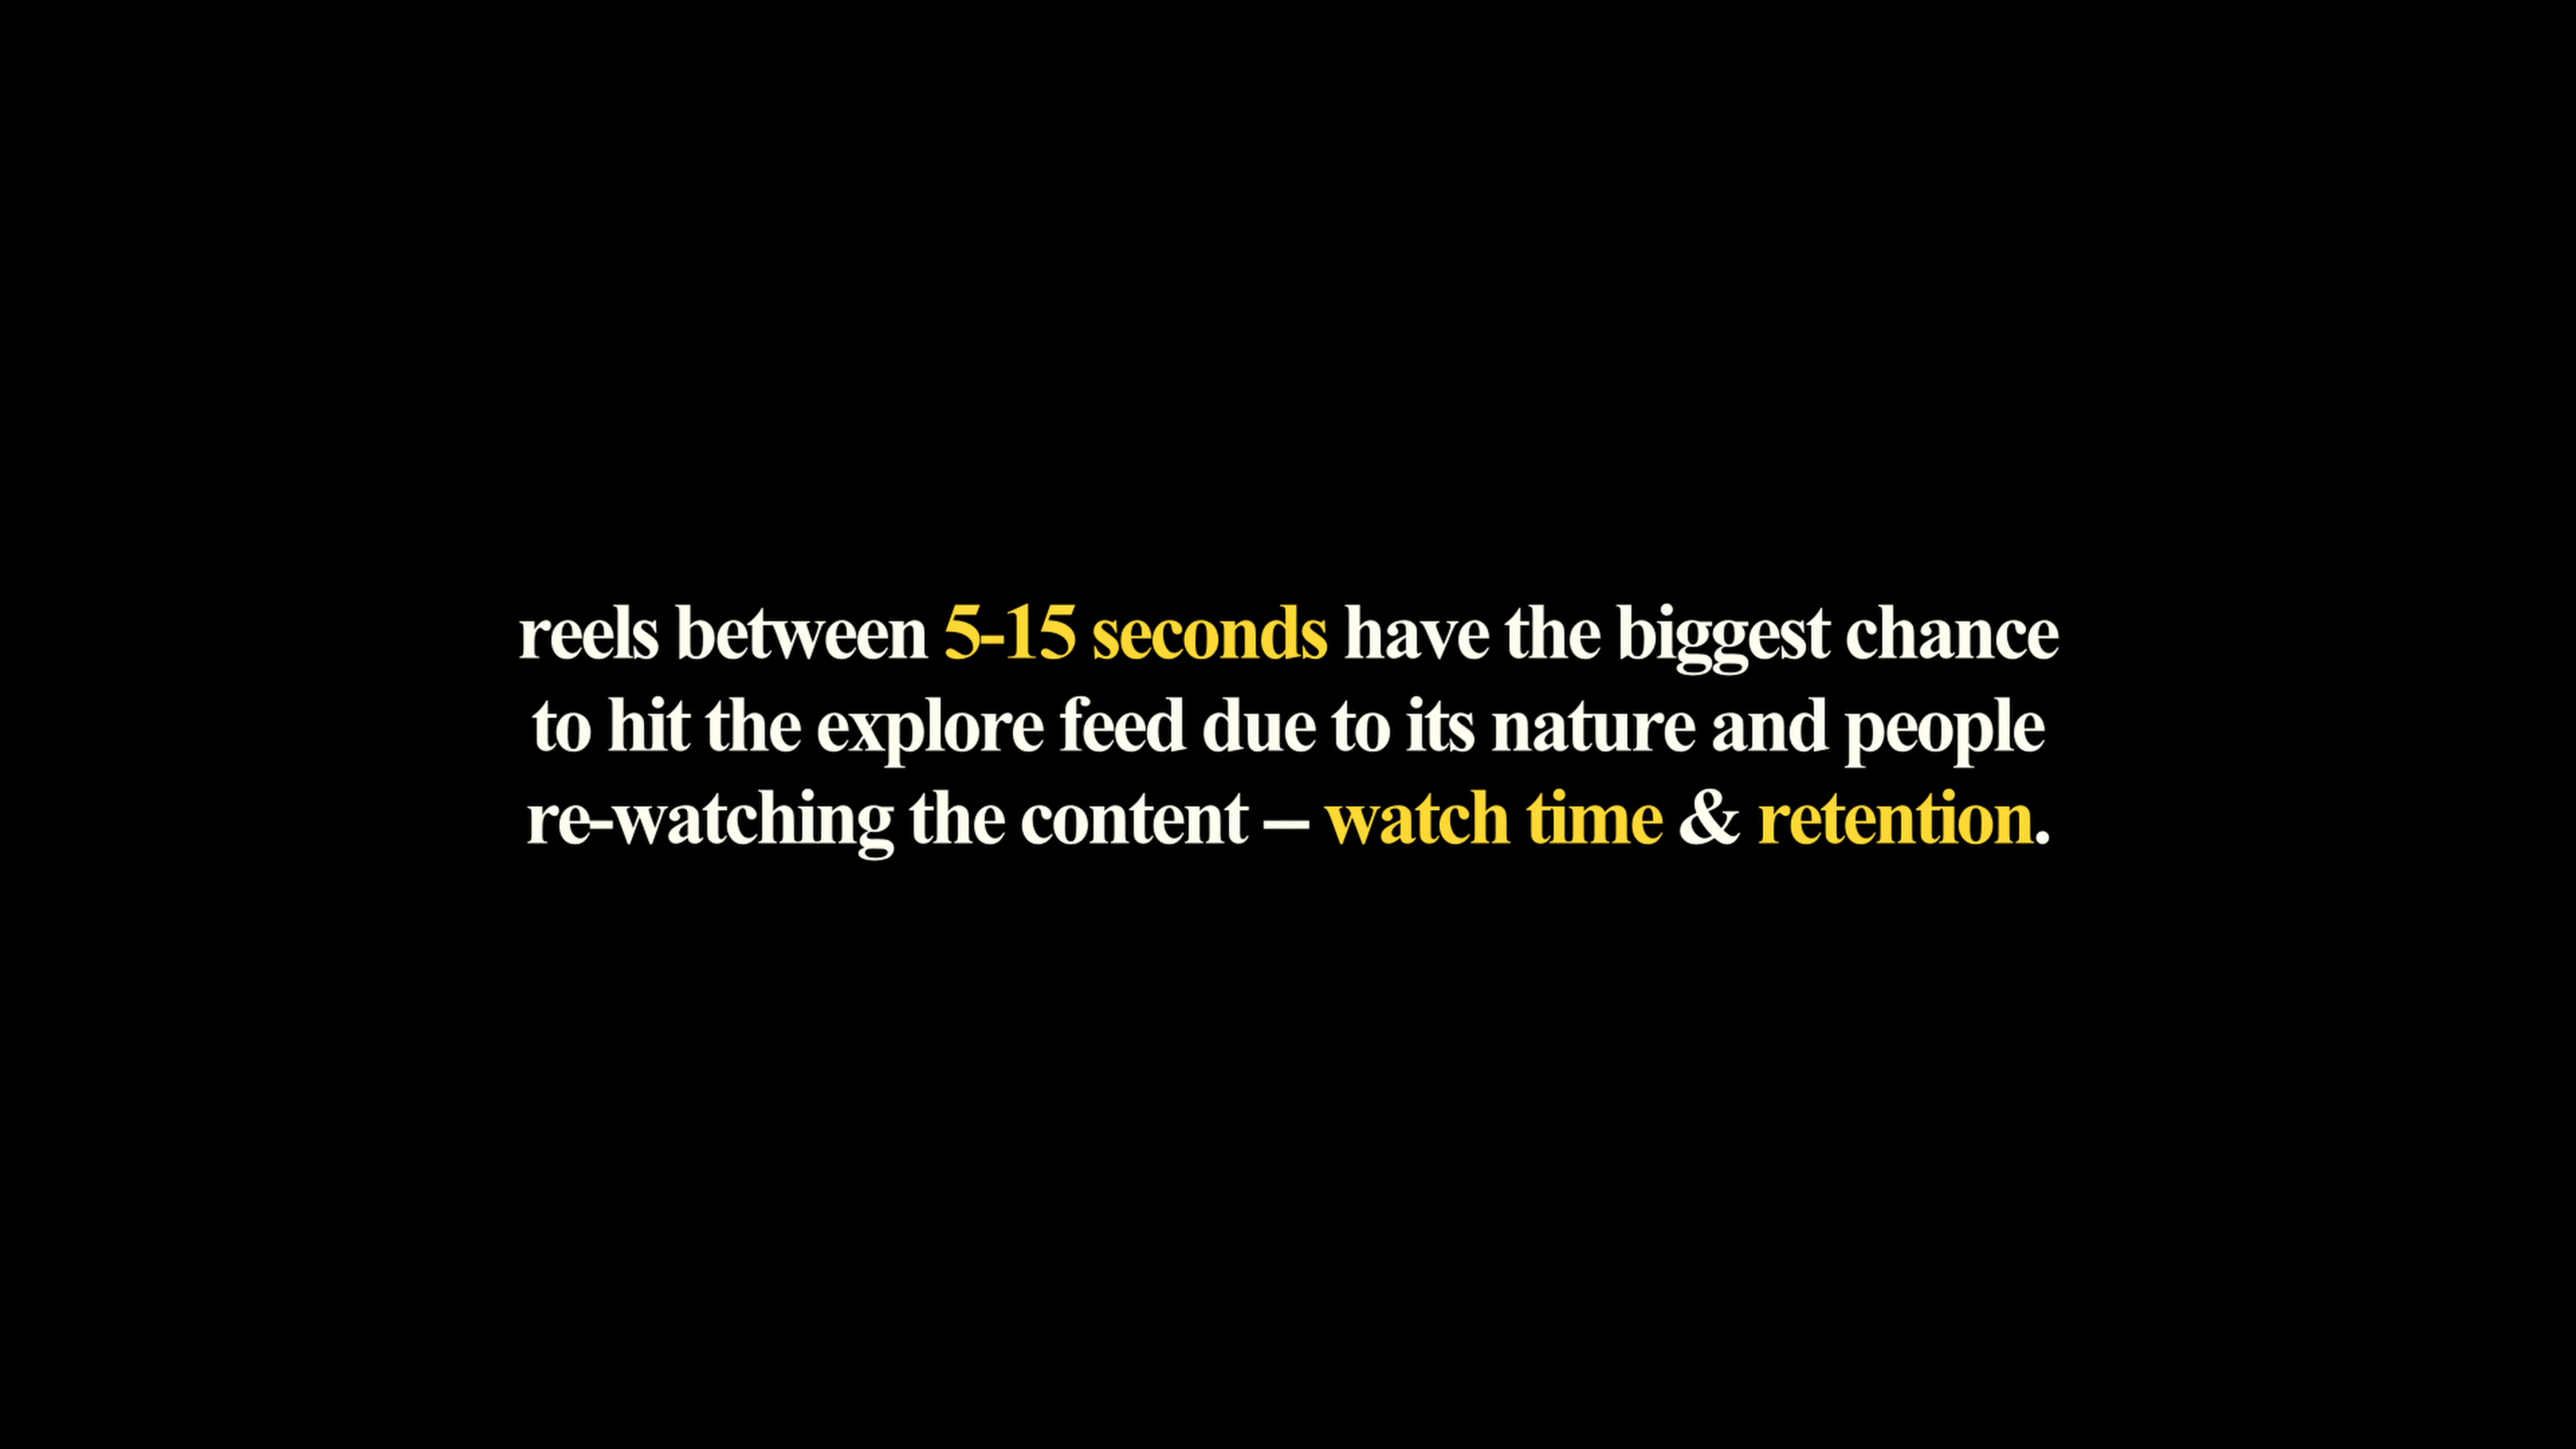 reels between 5-15 seconds have the biggest chance
to hit the explore feed due to its nature and people
re-watching the content – watch time & retention.